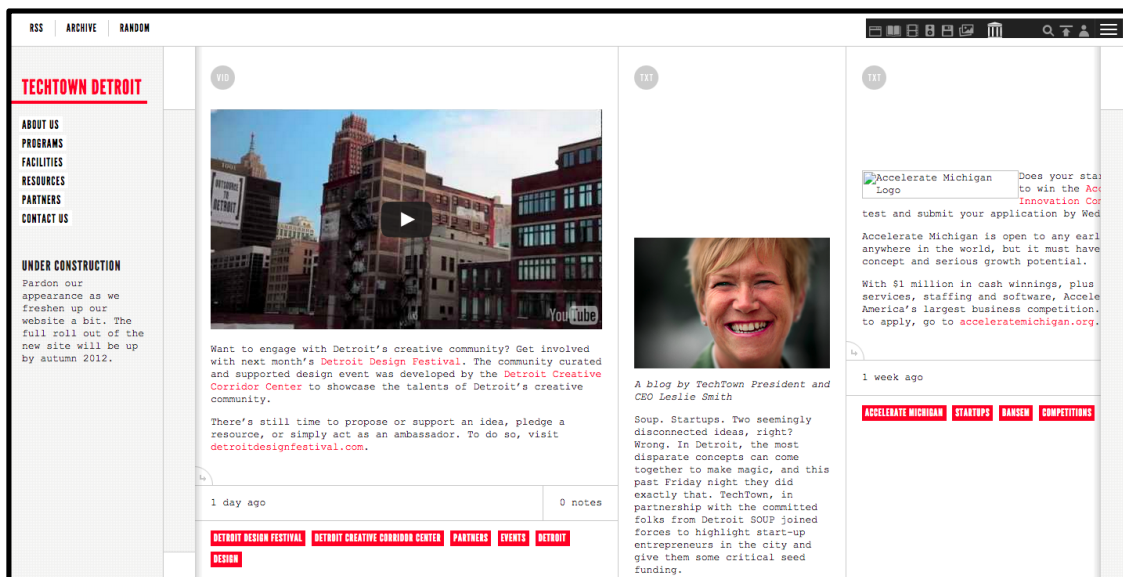 RSS
ARCHIVE
RANDOM
TECHTOWN DETROIT
ABOUT US
PROGRAMS
FACILITIES
RESOURCES
PARTNERS
CONTACT US
UNDER CONSTRUCTION
Pardon our
appearance as we
freshen up our
website a bit. The
full roll out of the
new site will be up
by autumn 2012.
VID
OUTSOURCE
TO
DETROIT
YouTube
Want to engage with Detroit’s creative community? Get involved
with next month’s Detroit Design Festival. The community curated
and supported design event was developed by the Detroit Creative
Corridor Center to showcase the talents of Detroit’s creative
community.
There’s still time to propose or support an idea, pledge a
resource, or simply act as an ambassador. To do so, visit
detroitdesignfestival.com.
1 day ago
0 notes
DETROIT DESIGN FESTIVAL
DETROIT CREATIVE CORRIDOR CENTER
PARTNERS
EVENTS
DETROIT
DESIGN
TXT
A blog by TechTown President and
CEO Leslie Smith
Soup. Startups. Two seemingly
disconnected ideas, right?
Wrong. In Detroit, the most
disparate concepts can come
together to make magic, and this
past Friday night they did
exactly that. TechTown, in
partnership with the committed
folks from Detroit SOUP joined
forces to highlight start-up
entrepreneurs in the city and
give them some critical seed
funding.
TXT
Accelerate Michigan
Logo
Does your star
to win the Acc
Innovation Com
test and submit your application by Wed
Accelerate Michigan is open to any earl
anywhere in the world, but it must have
concept and serious growth potential.
With $1 million in cash winnings, plus
services, staffing and software, Accele
America’s largest business competition.
to apply, go to acceleratemichigan.org.
1 week ago
ACCELERATE MICHIGAN
STARTUPS
BANSEM
COMPETITIONS